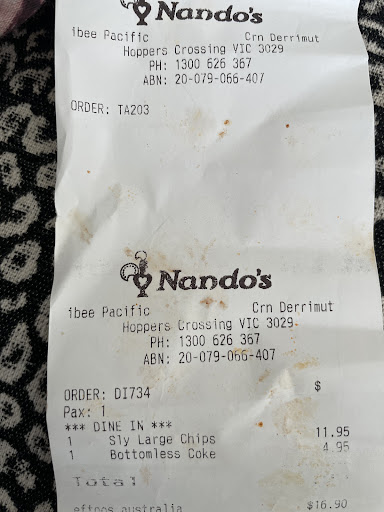 Nando's
ibee Pacific Crn Derrimut
Hoppers Crossing VIC 3029
PH: 1300 626 367
ABN: 20-079-066-407
ORDER: TA203
Nando's
ibee Pacific Crn Derrimut
Hoppers Crossing VIC 3029
PH: 1300 626 367
ABN: 20-079-066-407
ORDER: DI734 $
Pax: 1
*** DINE IN ***
1 Sly Large Chips 11.95
1 Bottomless Coke 4.95
Total
eftpos australia $16.90